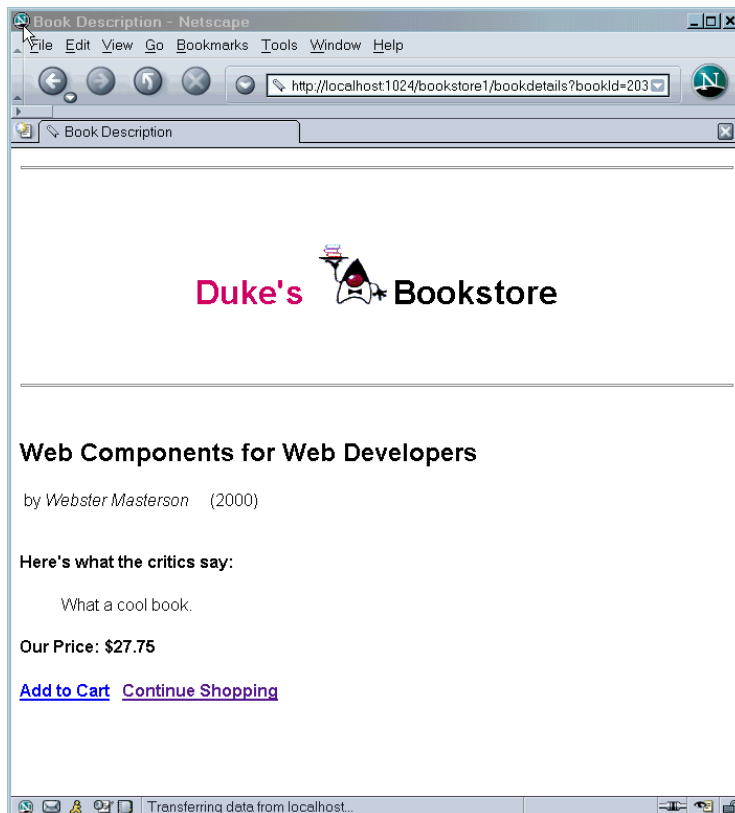 Book Description - Netscape
File Edit View Go Bookmarks Tools Window Help
http://localhost:1024/bookstore1/bookdetails?bookId=203
N
Book Description
Duke's Bookstore
Web Components for Web Developers
by Webster Masterson (2000)
Here's what the critics say:
What a cool book.
Our Price: $27.75
Add to Cart Continue Shopping
Transferring data from localhost...